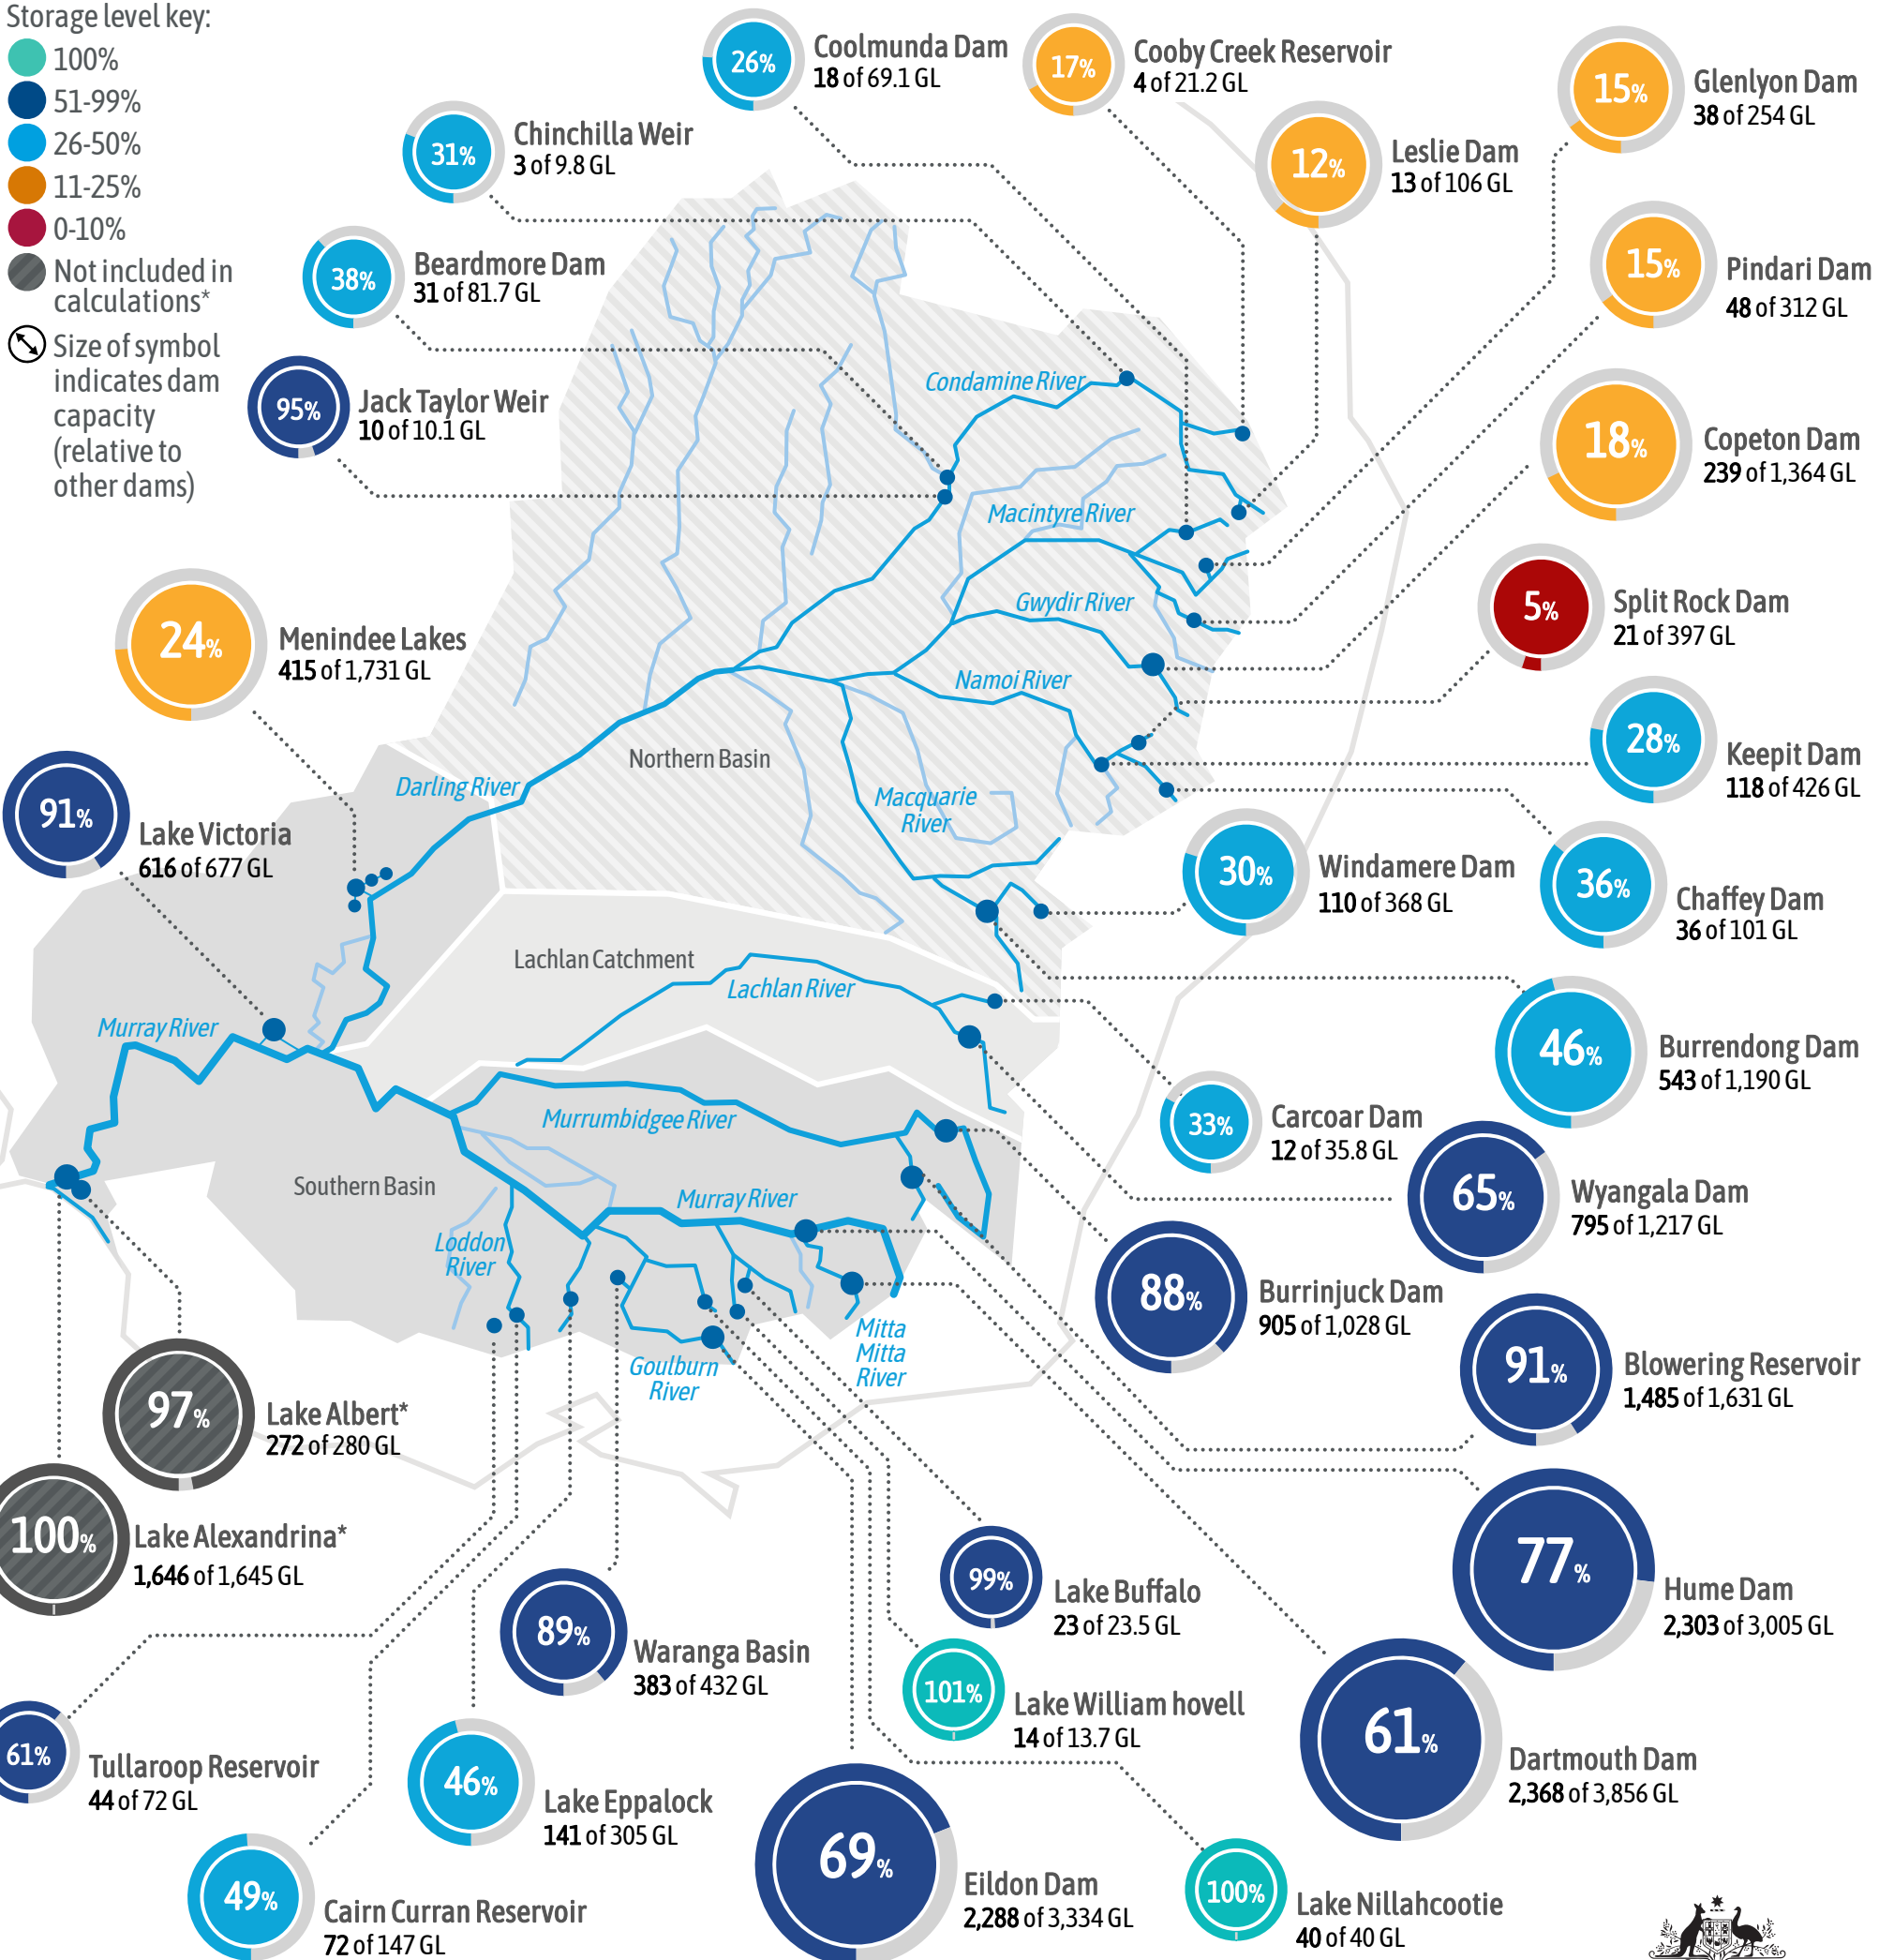 Storage level key:
100%
51-99%
26-50%
11-25%
0-10%
Not included in
calculations*
Size of symbol
indicates dam
capacity
(relative to
other dams)
26%
Coolmunda Dam
18 of 69.1 GL
17%
Cooby Creek Reservoir
4 of 21.2 GL
15%
Glenlyon Dam
38 of 254 GL
31%
Chinchilla Weir
3 of 9.8 GL
12%
Leslie Dam
13 of 106 GL
38%
Beardmore Dam
31 of 81.7 GL
15%
Pindari Dam
48 of 312 GL
95%
Jack Taylor Weir
10 of 10.1 GL
Condamine River
18%
Copeton Dam
239 of 1,364 GL
Macintyre River
Gwydir River
5%
Split Rock Dam
21 of 397 GL
24%
Menindee Lakes
415 of 1,731 GL
Namoi River
28%
Keepit Dam
118 of 426 GL
Northern Basin
Darling River
Macquarie
River
91%
Lake Victoria
616 of 677 GL
30%
Windamere Dam
110 of 368 GL
36%
Chaffey Dam
36 of 101 GL
Lachlan Catchment
Lachlan River
Murray River
46%
Burrendong Dam
543 of 1,190 GL
Murrumbidgee River
33%
Carcoar Dam
12 of 35.8 GL
65%
Wyangala Dam
795 of 1,217 GL
Southern Basin
Murray River
Loddon
River
88%
Burrinjuck Dam
905 of 1,028 GL
Goulburn
River
Mitta
Mitta
River
91%
Blowering Reservoir
1,485 of 1,631 GL
97%
Lake Albert*
272 of 280 GL
100%
Lake Alexandrina*
1,646 of 1,645 GL
77%
Hume Dam
2,303 of 3,005 GL
99%
Lake Buffalo
23 of 23.5 GL
89%
Waranga Basin
383 of 432 GL
101%
Lake William hovell
14 of 13.7 GL
61%
Dartmouth Dam
2,368 of 3,856 GL
61%
Tullaroop Reservoir
44 of 72 GL
46%
Lake Eppalock
141 of 305 GL
69%
Eildon Dam
2,288 of 3,334 GL
100%
Lake Nillahcootie
40 of 40 GL
49%
Cairn Curran Reservoir
72 of 147 GL